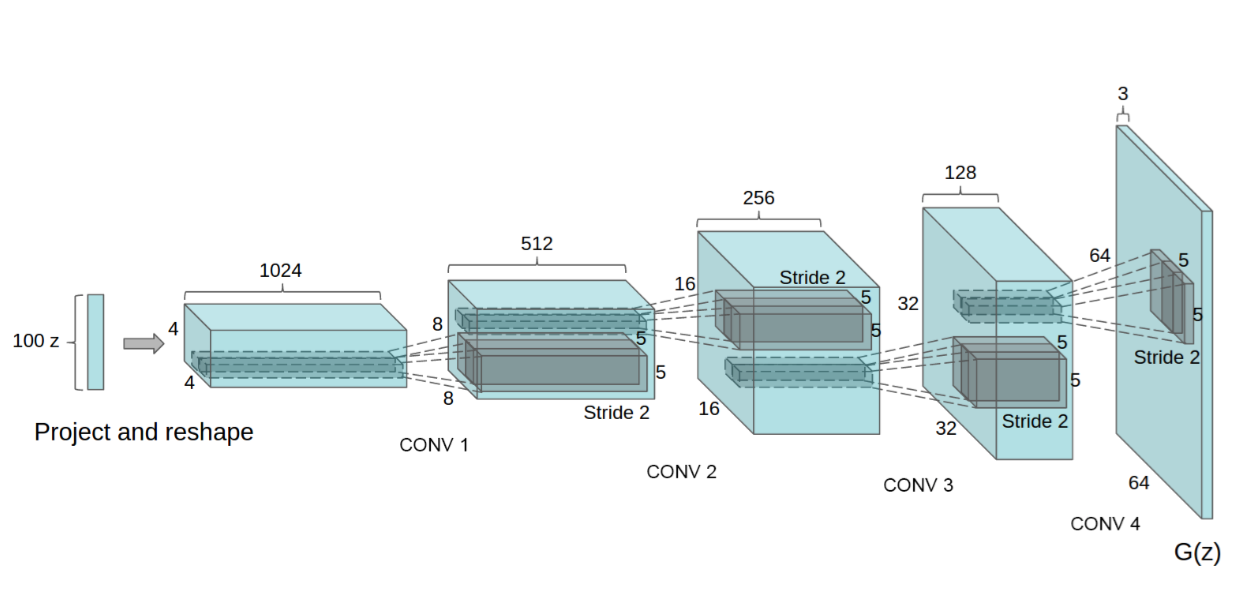 100 z
Project and reshape
1024
4
4
CONV 1
512
8
8
5
5
Stride 2
CONV 2
256
16
16
Stride 2
5
5
CONV 3
128
32
32
5
5
Stride 2
CONV 4
3
64
64
5
5
Stride 2
G(z)